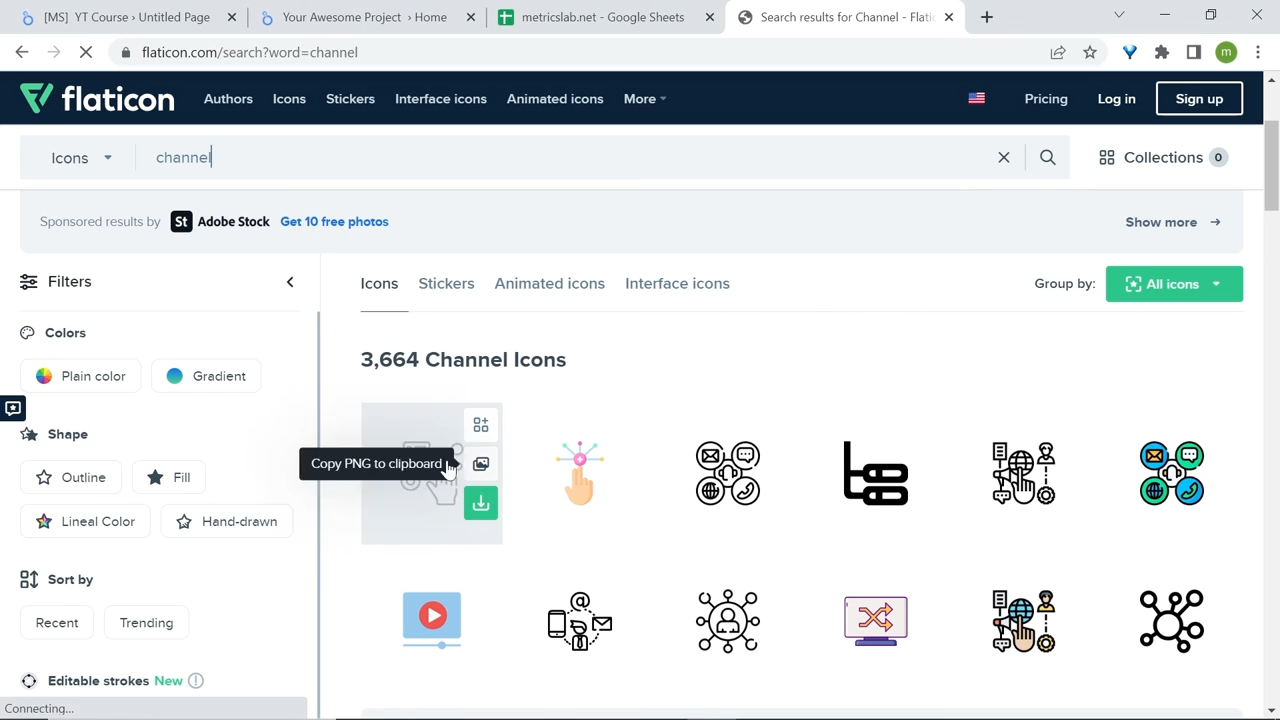 [MS] YT Course › Untitled Page
Your Awesome Project › Home
metricslab.net - Google Sheets
Search results for Channel - Flatic
flaticon.com/search?word=channel
m
flaticon
Authors
Icons
Stickers
Interface icons
Animated icons
More
Pricing
Log in
Sign up
Icons
channel
Collections 0
Sponsored results by St Adobe Stock Get 10 free photos
Show more
Filters
Icons
Stickers
Animated icons
Interface icons
Group by:
All icons
Colors
3,664 Channel Icons
Plain color
Gradient
Shape
Copy PNG to clipboard
Outline
Fill
Lineal Color
Hand-drawn
Sort by
Recent
Trending
Editable strokes New
Connecting...